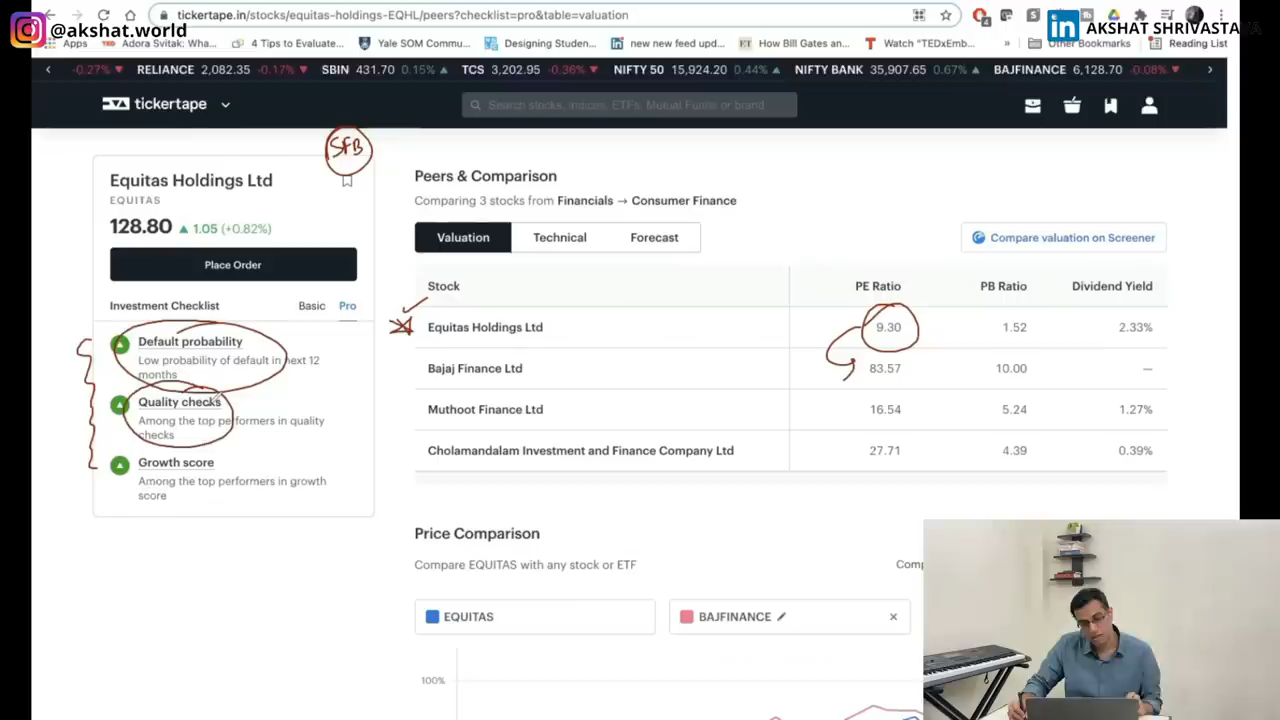 tickertape.in/stocks/equitas-holdings-EQHL/peers?checklist=pro&table=valuation
@akshat.world
in AKSHAT SHRIVASTAVA
Apps Adora Svitak: Wha... 4 Tips to Evaluate... Yale SOM Commu... Designing Studen... new new feed upd... How Bill Gates an... Watch "TEDxEmb... » Other Bookmarks Reading List
-0.27% RELIANCE 2,082.35 -0.17% SBIN 431.70 0.15% TCS 3,202.95 -0.36% NIFTY 50 15,924.20 0.44% NIFTY BANK 35,907.65 0.67% BAJFINANCE 6,128.70 -0.08%
tickertape
Search stocks, indices, ETFs, Mutual Funds or brand
SFB
Equitas Holdings Ltd
EQUITAS
128.80 1.05 (+0.82%)
Place Order
Investment Checklist Basic Pro
Default probability
Low probability of default in next 12
months
Quality checks
Among the top performers in quality
checks
Growth score
Among the top performers in growth
score
Peers & Comparison
Comparing 3 stocks from Financials → Consumer Finance
Valuation Technical Forecast
Compare valuation on Screener
Stock PE Ratio PB Ratio Dividend Yield
Equitas Holdings Ltd 9.30 1.52 2.33%
Bajaj Finance Ltd 83.57 10.00 —
Muthoot Finance Ltd 16.54 5.24 1.27%
Cholamandalam Investment and Finance Company Ltd 27.71 4.39 0.39%
Price Comparison
Compare EQUITAS with any stock or ETF
EQUITAS BAJFINANCE ×
100%